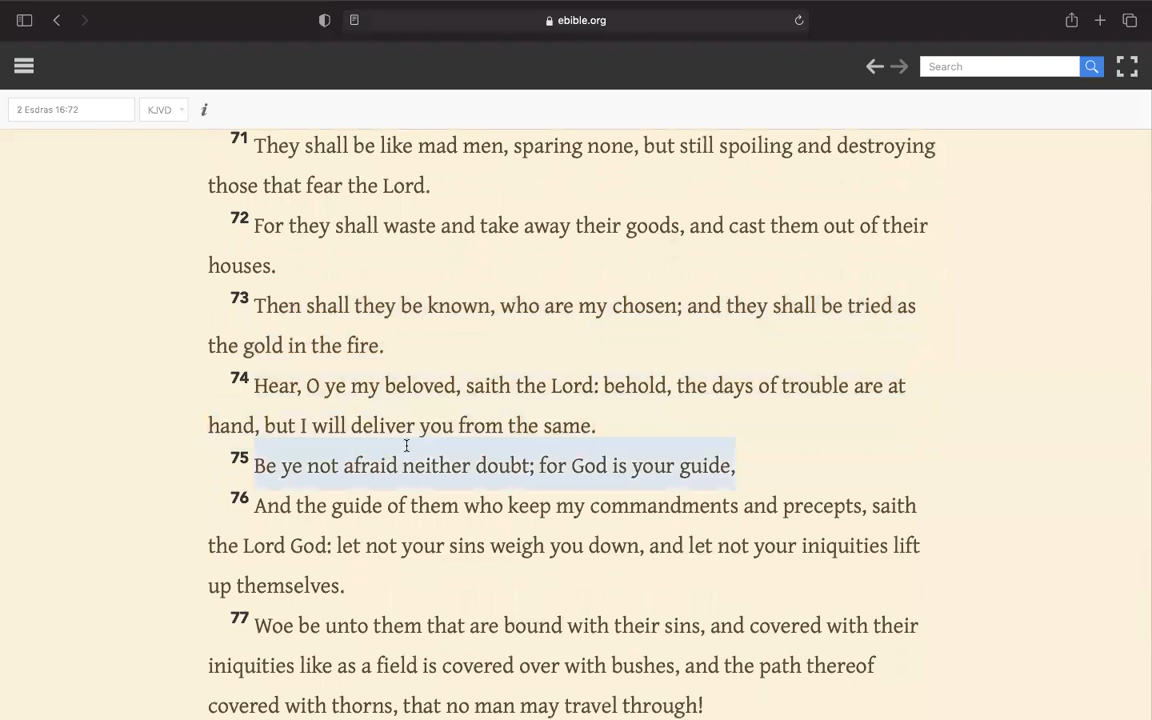 ebible.org
Search
2 Esdras 16:72
KJVD
i
71 They shall be like mad men, sparing none, but still spoiling and destroying
those that fear the Lord.
72 For they shall waste and take away their goods, and cast them out of their
houses.
73 Then shall they be known, who are my chosen; and they shall be tried as
the gold in the fire.
74 Hear, O ye my beloved, saith the Lord: behold, the days of trouble are at
hand, but I will deliver you from the same.
75 Be ye not afraid neither doubt; for God is your guide,
76 And the guide of them who keep my commandments and precepts, saith
the Lord God: let not your sins weigh you down, and let not your iniquities lift
up themselves.
77 Woe be unto them that are bound with their sins, and covered with their
iniquities like as a field is covered over with bushes, and the path thereof
covered with thorns, that no man may travel through!